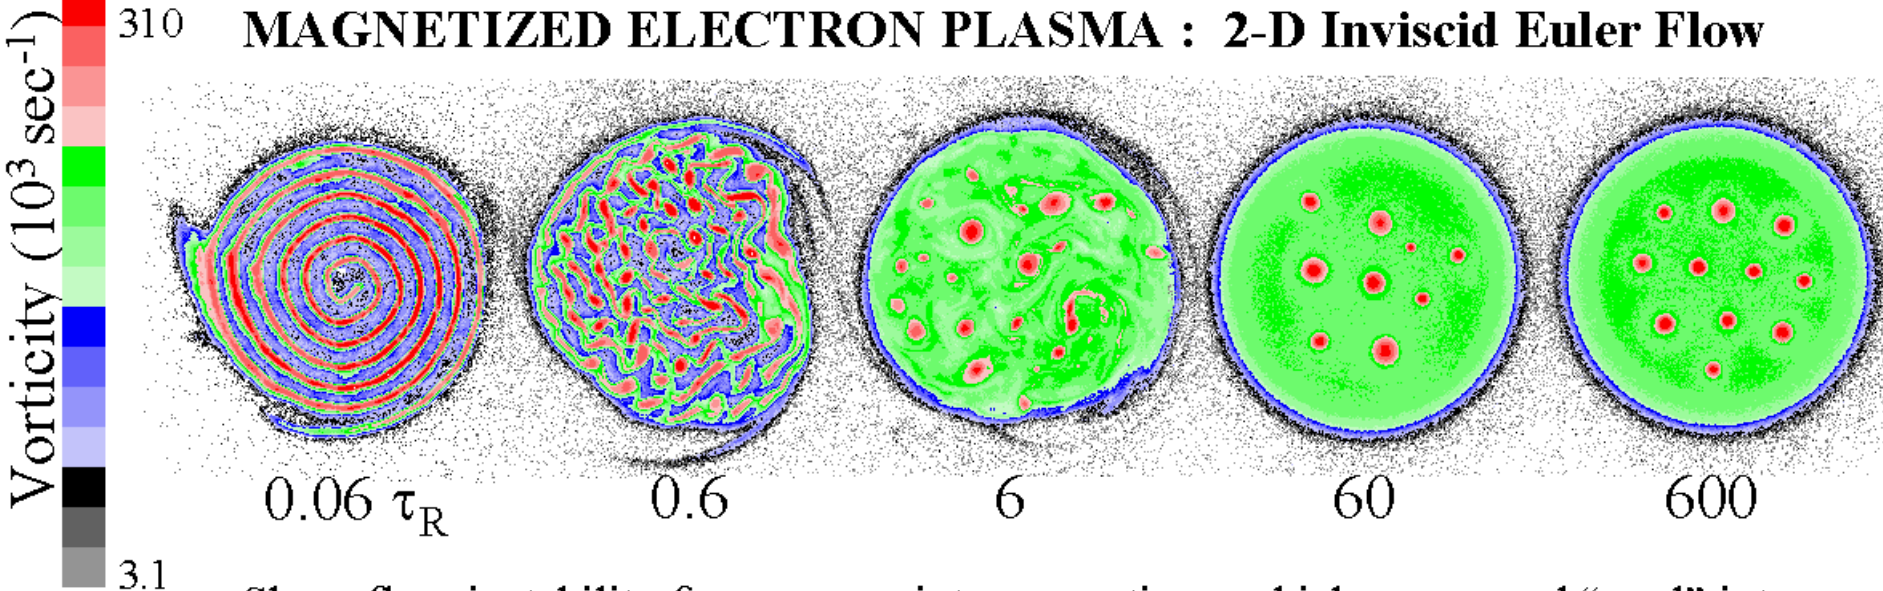 MAGNETIZED ELECTRON PLASMA : 2-D Inviscid Euler Flow
310
Vorticity (10³ sec⁻¹)
3.1
0.06 τR 0.6 6 60 600